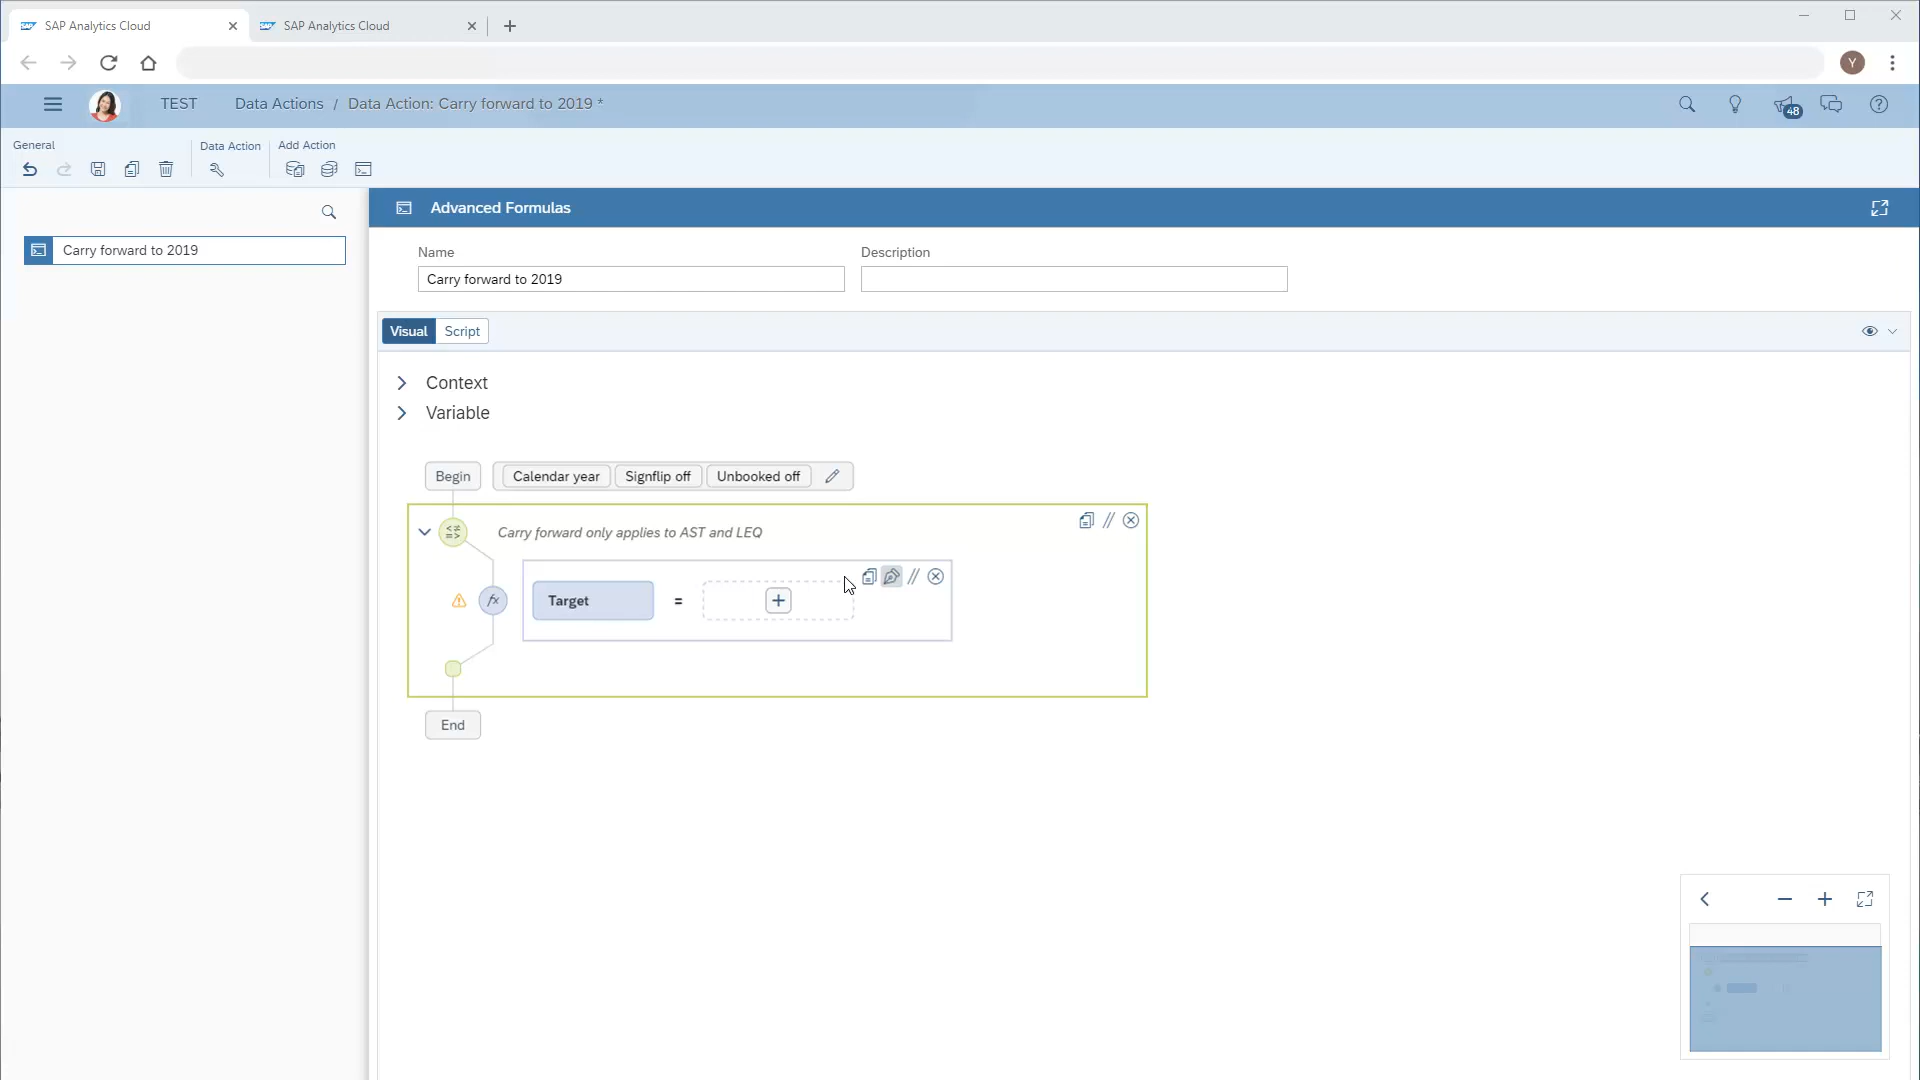 SAP Analytics Cloud
SAP Analytics Cloud
Y
TEST Data Actions / Data Action: Carry forward to 2019 *
48
General
Data Action
Add Action
Carry forward to 2019
Advanced Formulas
Name
Description
Carry forward to 2019
Visual
Script
Context
Variable
Begin
Calendar year
Signflip off
Unbooked off
Carry forward only applies to AST and LEQ
fx
Target
=
End